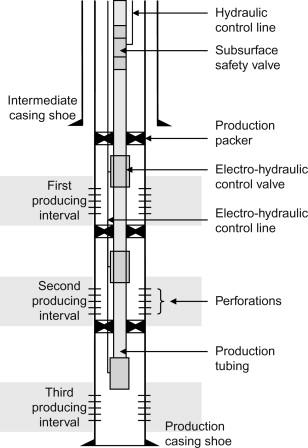 Hydraulic
control line
Subsurface
safety valve
Intermediate
casing shoe
Production
packer
Electro-hydraulic
control valve
First
producing
interval
Electro-hydraulic
control line
Second
producing
interval
Perforations
Production
tubing
Third
producing
interval
Production
casing shoe